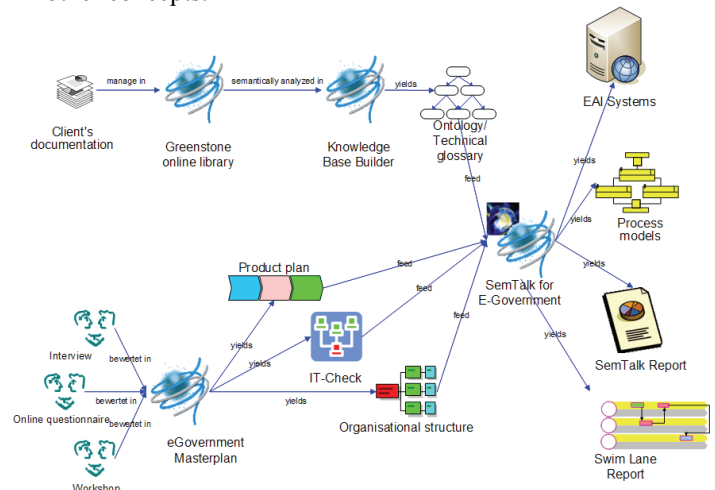 manage in
semantically analyzed in
yields
EAI Systems
Client's
documentation
Greenstone
online library
Knowledge
Base Builder
Ontology/
Technical
glossary
yields
feed
yields
Process
models
Product plan
feed
SemTalk for
E-Government
yields
feed
yields
feed
yields
SemTalk Report
Interview
bewertet in
yields
IT-Check
Online questionnaire
bewertet in
yields
Organisational structure
bewertet in
eGovernment
Masterplan
Swim Lane
Report
Workshop